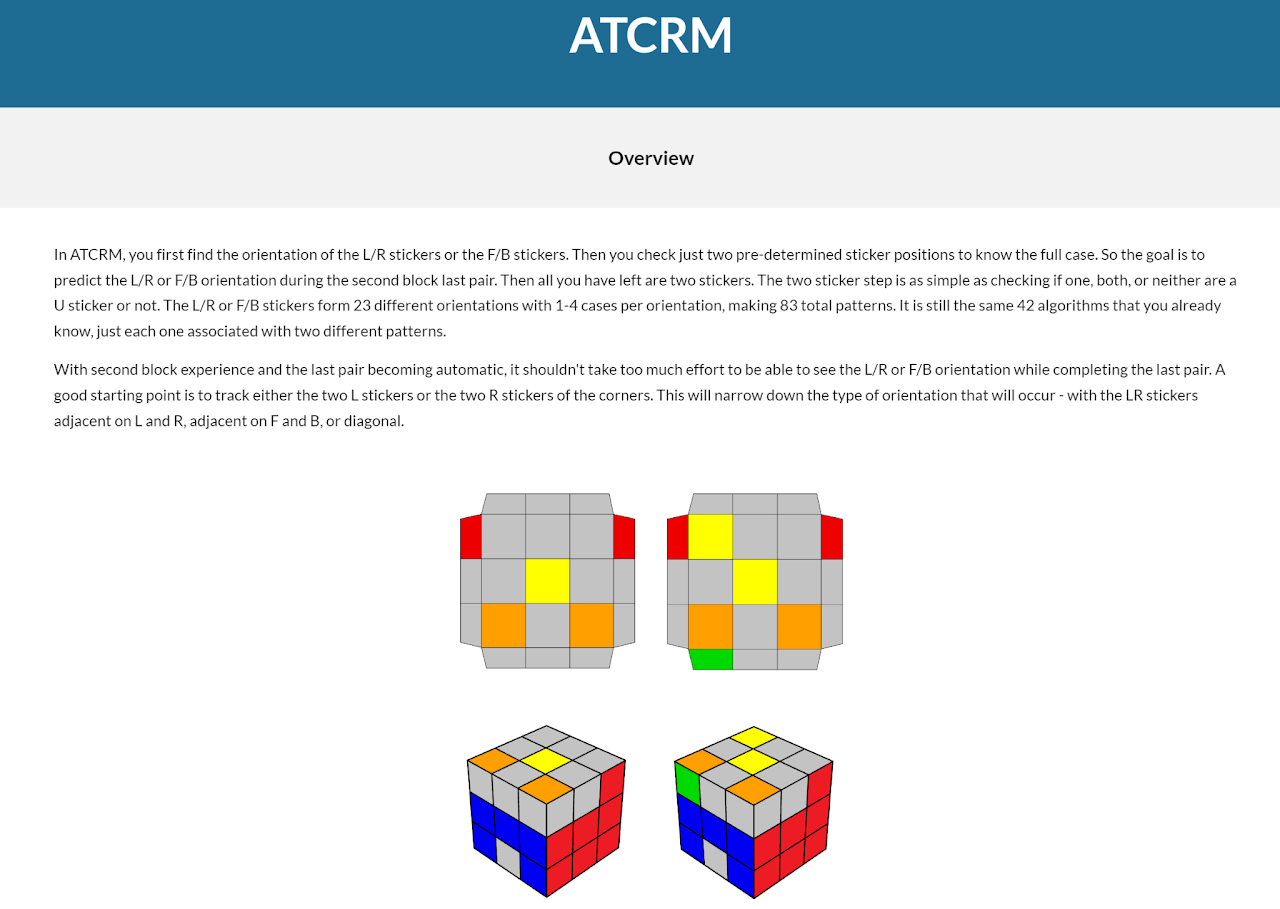 ATCRM
Overview
In ATCRM, you first find the orientation of the L/R stickers or the F/B stickers. Then you check just two pre-determined sticker positions to know the full case. So the goal is to
predict the L/R or F/B orientation during the second block last pair. Then all you have left are two stickers. The two sticker step is as simple as checking if one, both, or neither are a
U sticker or not. The L/R or F/B stickers form 23 different orientations with 1-4 cases per orientation, making 83 total patterns. It is still the same 42 algorithms that you already
know, just each one associated with two different patterns.
With second block experience and the last pair becoming automatic, it shouldn't take too much effort to be able to see the L/R or F/B orientation while completing the last pair. A
good starting point is to track either the two L stickers or the two R stickers of the corners. This will narrow down the type of orientation that will occur - with the LR stickers
adjacent on L and R, adjacent on F and B, or diagonal.